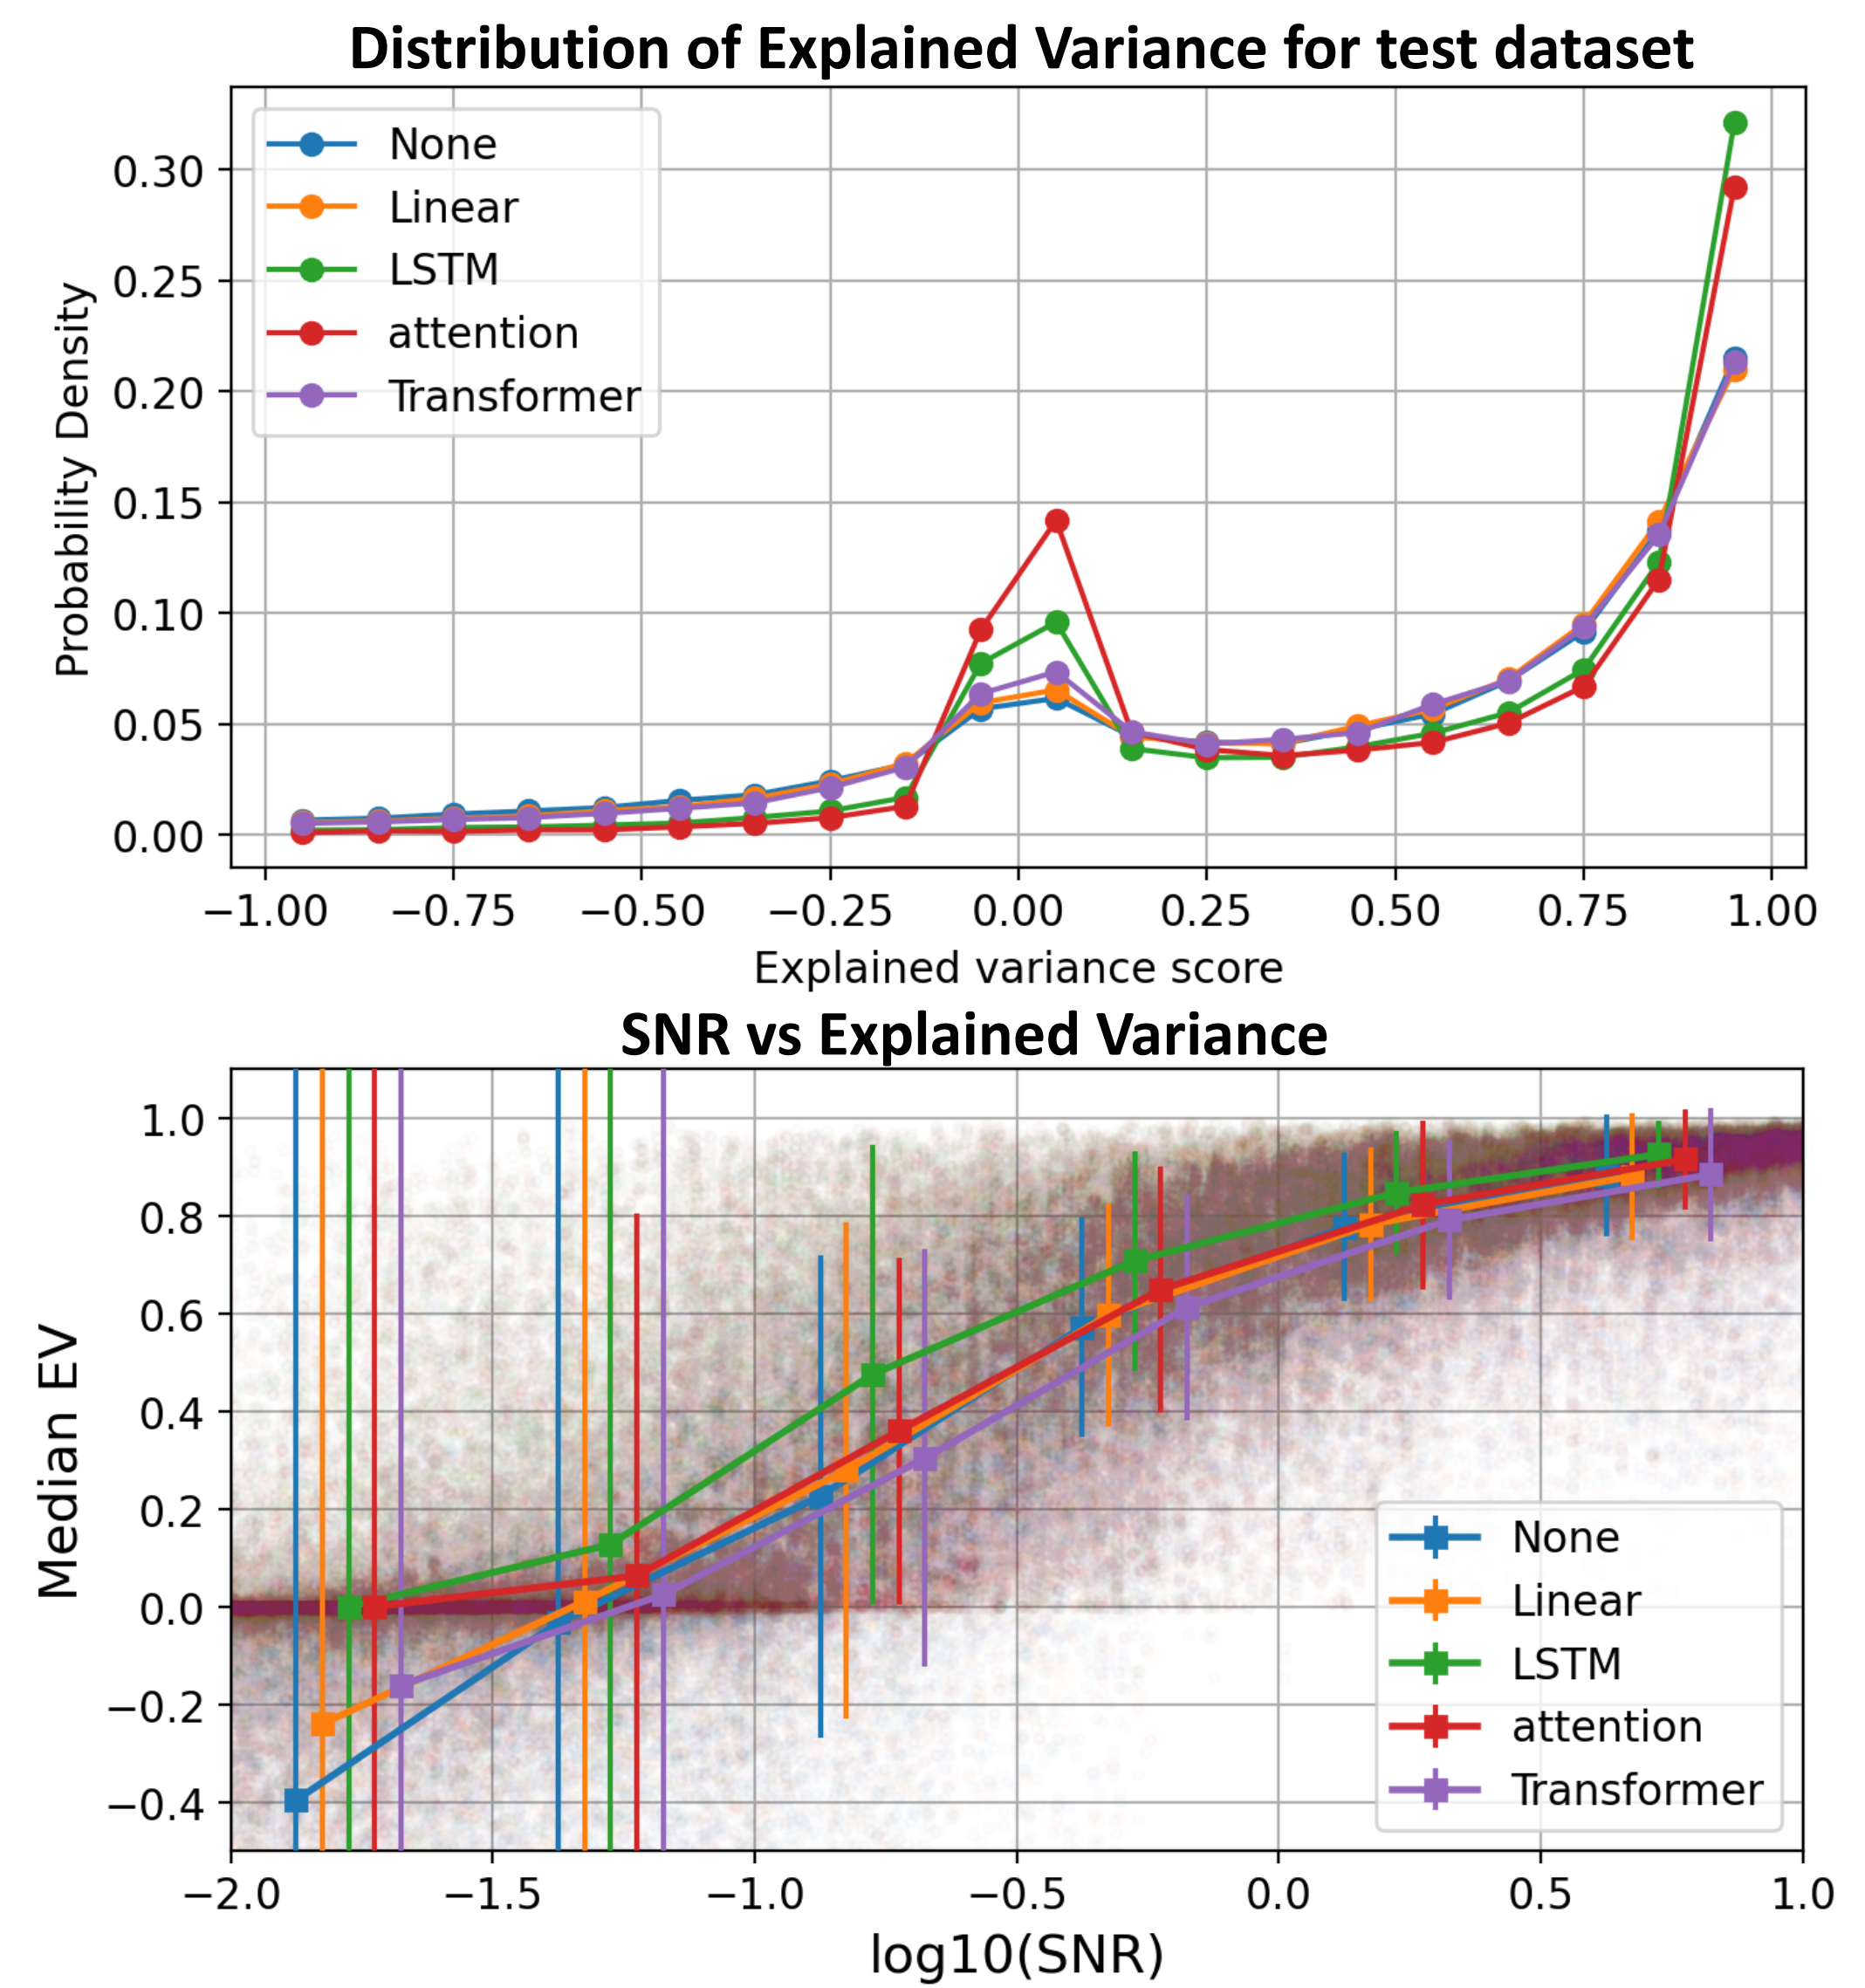 Distribution of Explained Variance for test dataset
None
Linear
LSTM
attention
Transformer
0.30
0.25
0.20
0.15
0.10
0.05
0.00
Probability Density
−1.00 −0.75 −0.50 −0.25 0.00 0.25 0.50 0.75 1.00
Explained variance score
SNR vs Explained Variance
1.0
0.8
0.6
0.4
0.2
0.0
−0.2
−0.4
Median EV
None
Linear
LSTM
attention
Transformer
−2.0 −1.5 −1.0 −0.5 0.0 0.5 1.0
log10(SNR)